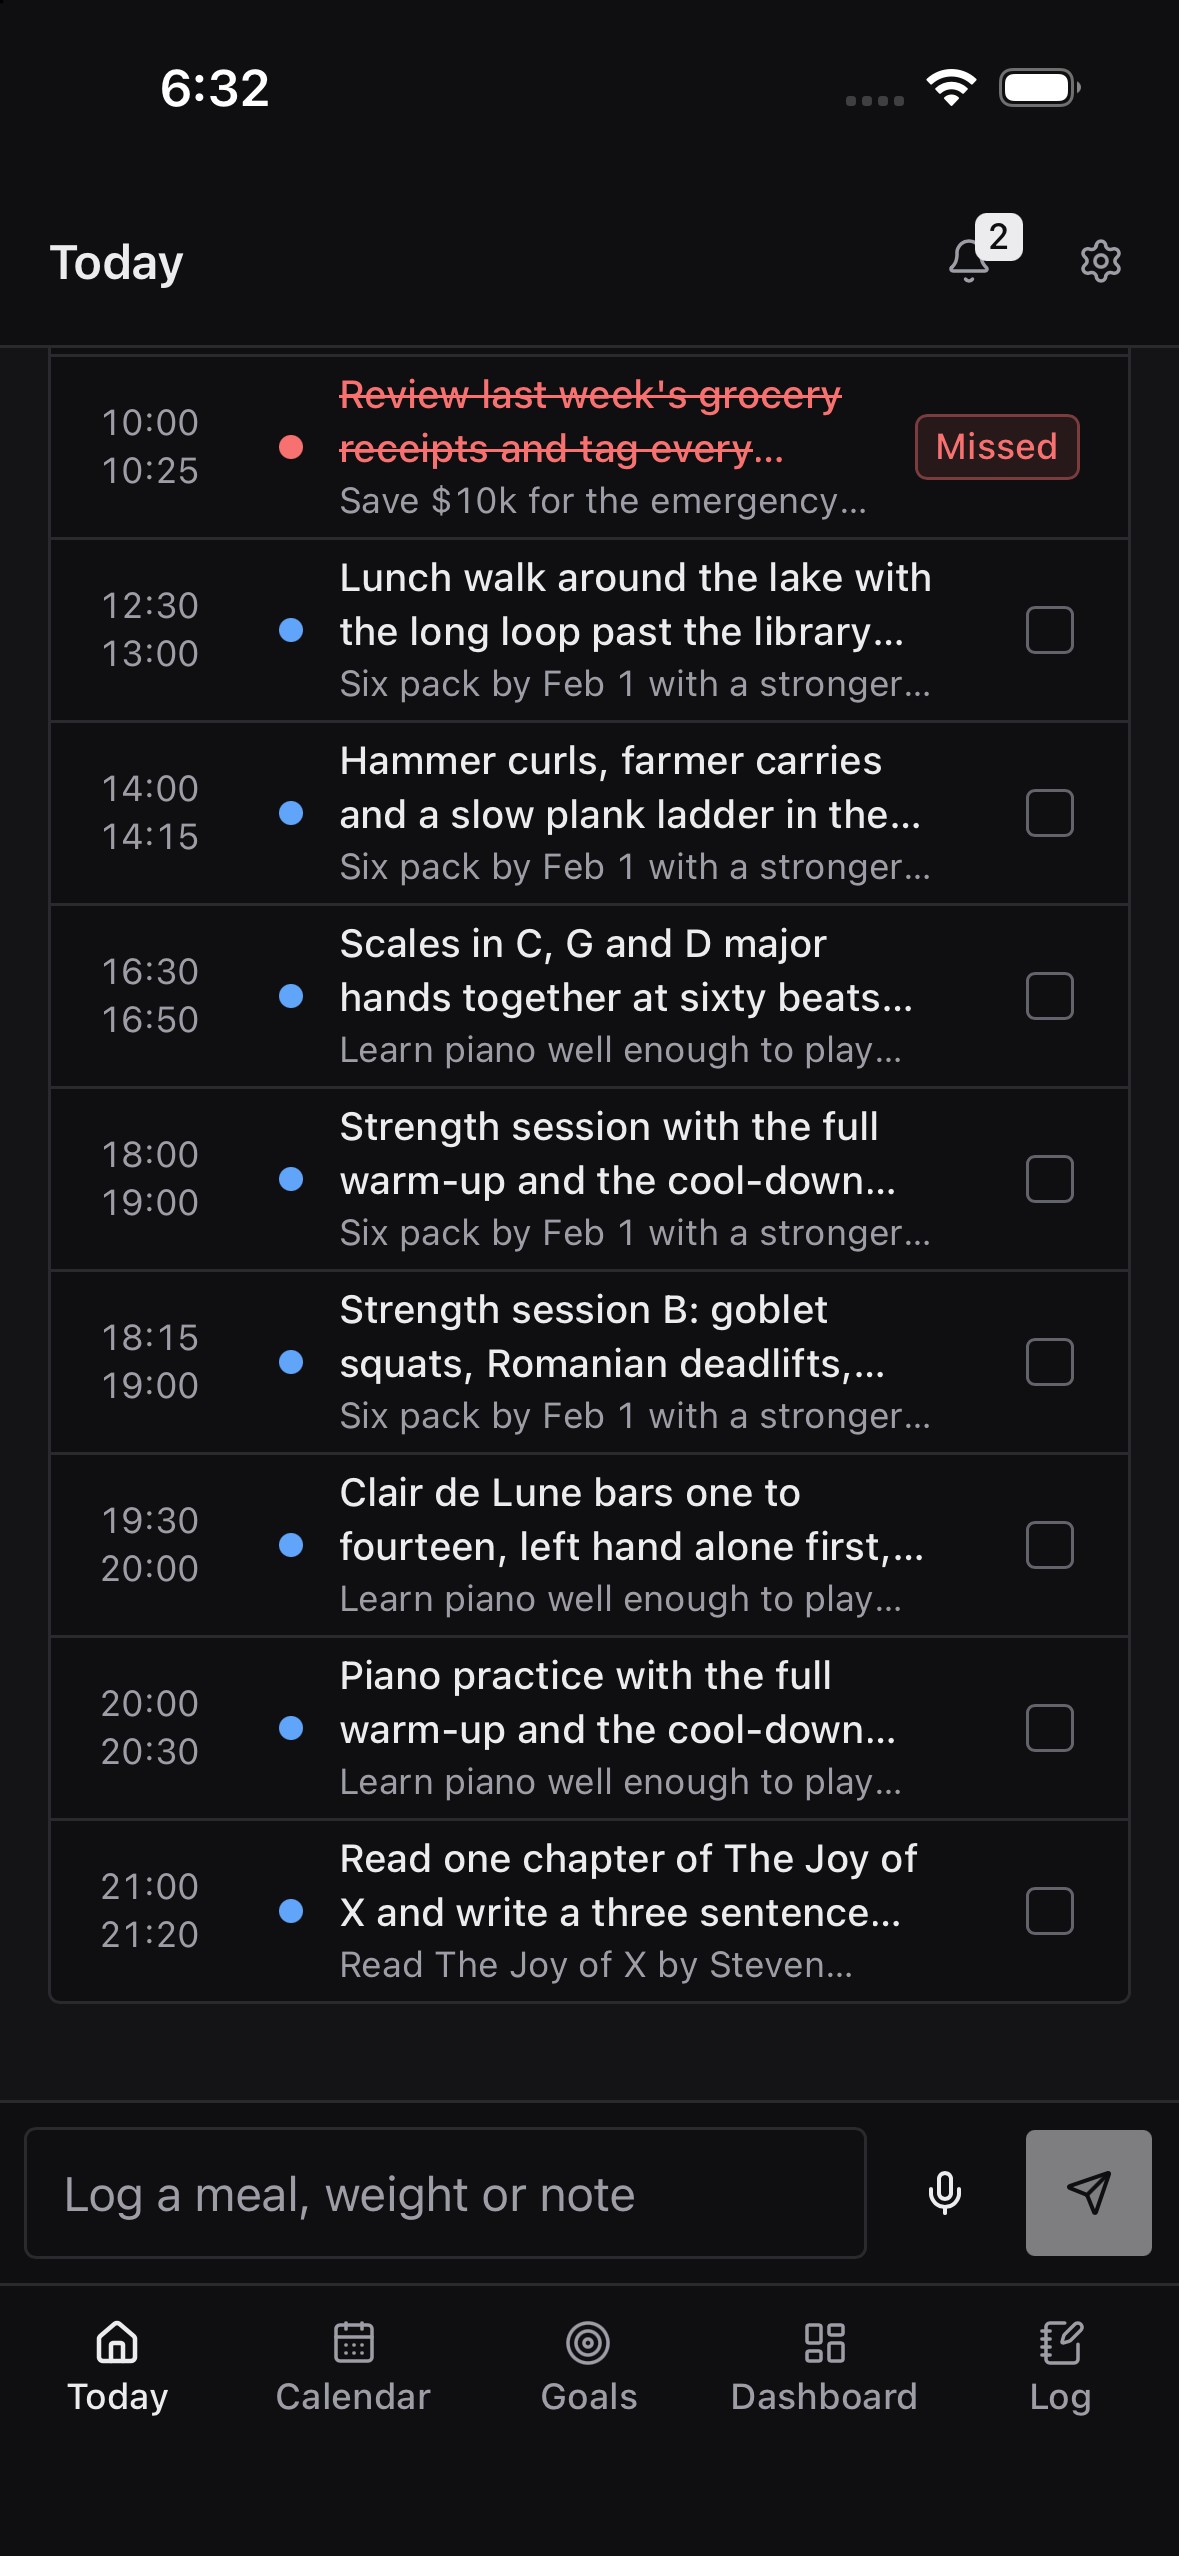 6:32
Today
2
10:00
10:25
Review last week's grocery
receipts and tag every...
Save $10k for the emergency...
Missed
12:30
13:00
Lunch walk around the lake with
the long loop past the library...
Six pack by Feb 1 with a stronger...
14:00
14:15
Hammer curls, farmer carries
and a slow plank ladder in the...
Six pack by Feb 1 with a stronger...
16:30
16:50
Scales in C, G and D major
hands together at sixty beats...
Learn piano well enough to play...
18:00
19:00
Strength session with the full
warm-up and the cool-down...
Six pack by Feb 1 with a stronger...
18:15
19:00
Strength session B: goblet
squats, Romanian deadlifts,...
Six pack by Feb 1 with a stronger...
19:30
20:00
Clair de Lune bars one to
fourteen, left hand alone first,...
Learn piano well enough to play...
20:00
20:30
Piano practice with the full
warm-up and the cool-down...
Learn piano well enough to play...
21:00
21:20
Read one chapter of The Joy of
X and write a three sentence...
Read The Joy of X by Steven...
Log a meal, weight or note
Today
Calendar
Goals
Dashboard
Log